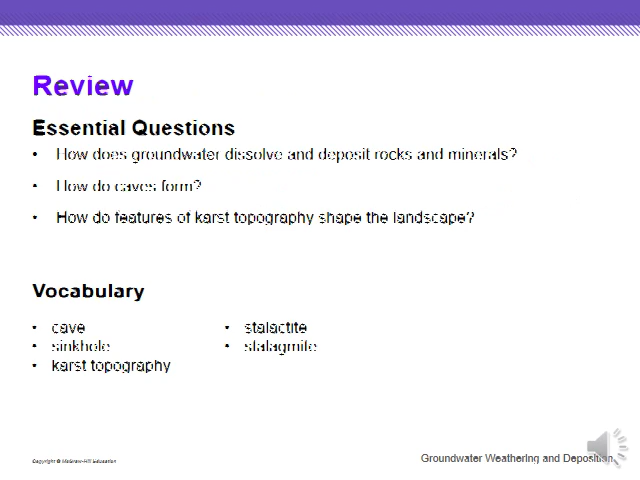 Review
Essential Questions
• How does groundwater dissolve and deposit rocks and minerals?
• How do caves form?
• How do features of karst topography shape the landscape?
Vocabulary
• cave
• sinkhole
• karst topography
• stalactite
• stalagmite
Copyright © McGraw-Hill Education
Groundwater Weathering and Deposition